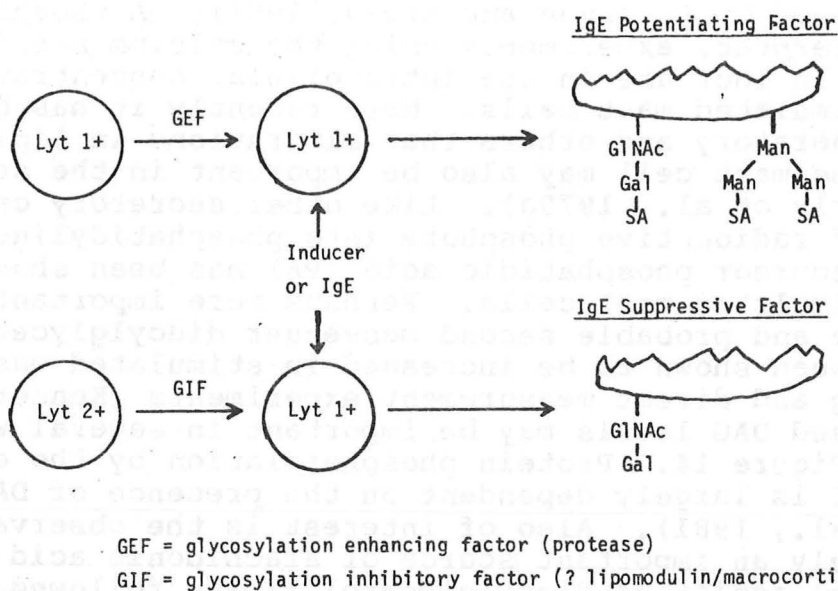 IgE Potentiating Factor
Lyt 1+
GEF
Lyt 1+
GlNAc
Gal
SA
Man
Man Man
SA SA
Inducer
or IgE
IgE Suppressive Factor
Lyt 2+
GIF
Lyt 1+
GlNAc
Gal
GEF = glycosylation enhancing factor (protease)
GIF = glycosylation inhibitory factor (? lipomodulin/macrocorti